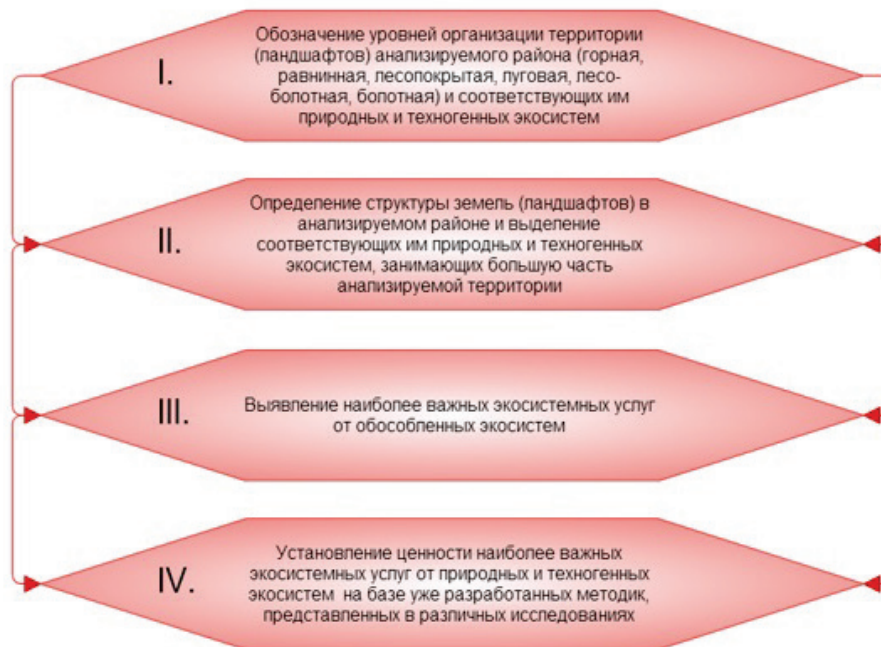 I.
Обозначение уровней организации территории
(ландшафтов) анализируемого района (горная,
равнинная, лесопокрытая, луговая, лесо-
болотная, болотная) и соответствующих им
природных и техногенных экосистем
II.
Определение структуры земель (ландшафтов) в
анализируемом районе и выделение
соответствующих им природных и техногенных
экосистем, занимающих большую часть
анализируемой территории
III.
Выявление наиболее важных экосистемных услуг
от обособленных экосистем
IV.
Установление ценности наиболее важных
экосистемных услуг от природных и техногенных
экосистем на базе уже разработанных методик,
представленных в различных исследованиях